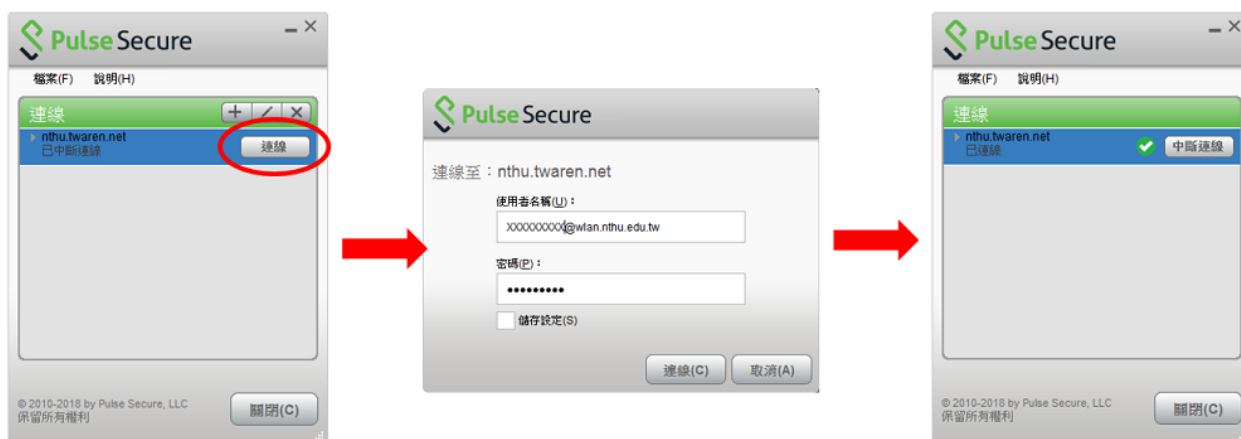 Pulse Secure
檔案(F) 說明(H)
連線
nthu.twaren.net
已中斷連線
連線
© 2010-2018 by Pulse Secure, LLC
保留所有權利
關閉(C)
Pulse Secure
連線至：nthu.twaren.net
使用者名稱(U)：
XXXXXXXXX@wlan.nthu.edu.tw
密碼(P)：
儲存設定(S)
連線(C) 取消(A)
Pulse Secure
檔案(F) 說明(H)
連線
nthu.twaren.net
已連線
中斷連線
© 2010-2018 by Pulse Secure, LLC
保留所有權利
關閉(C)